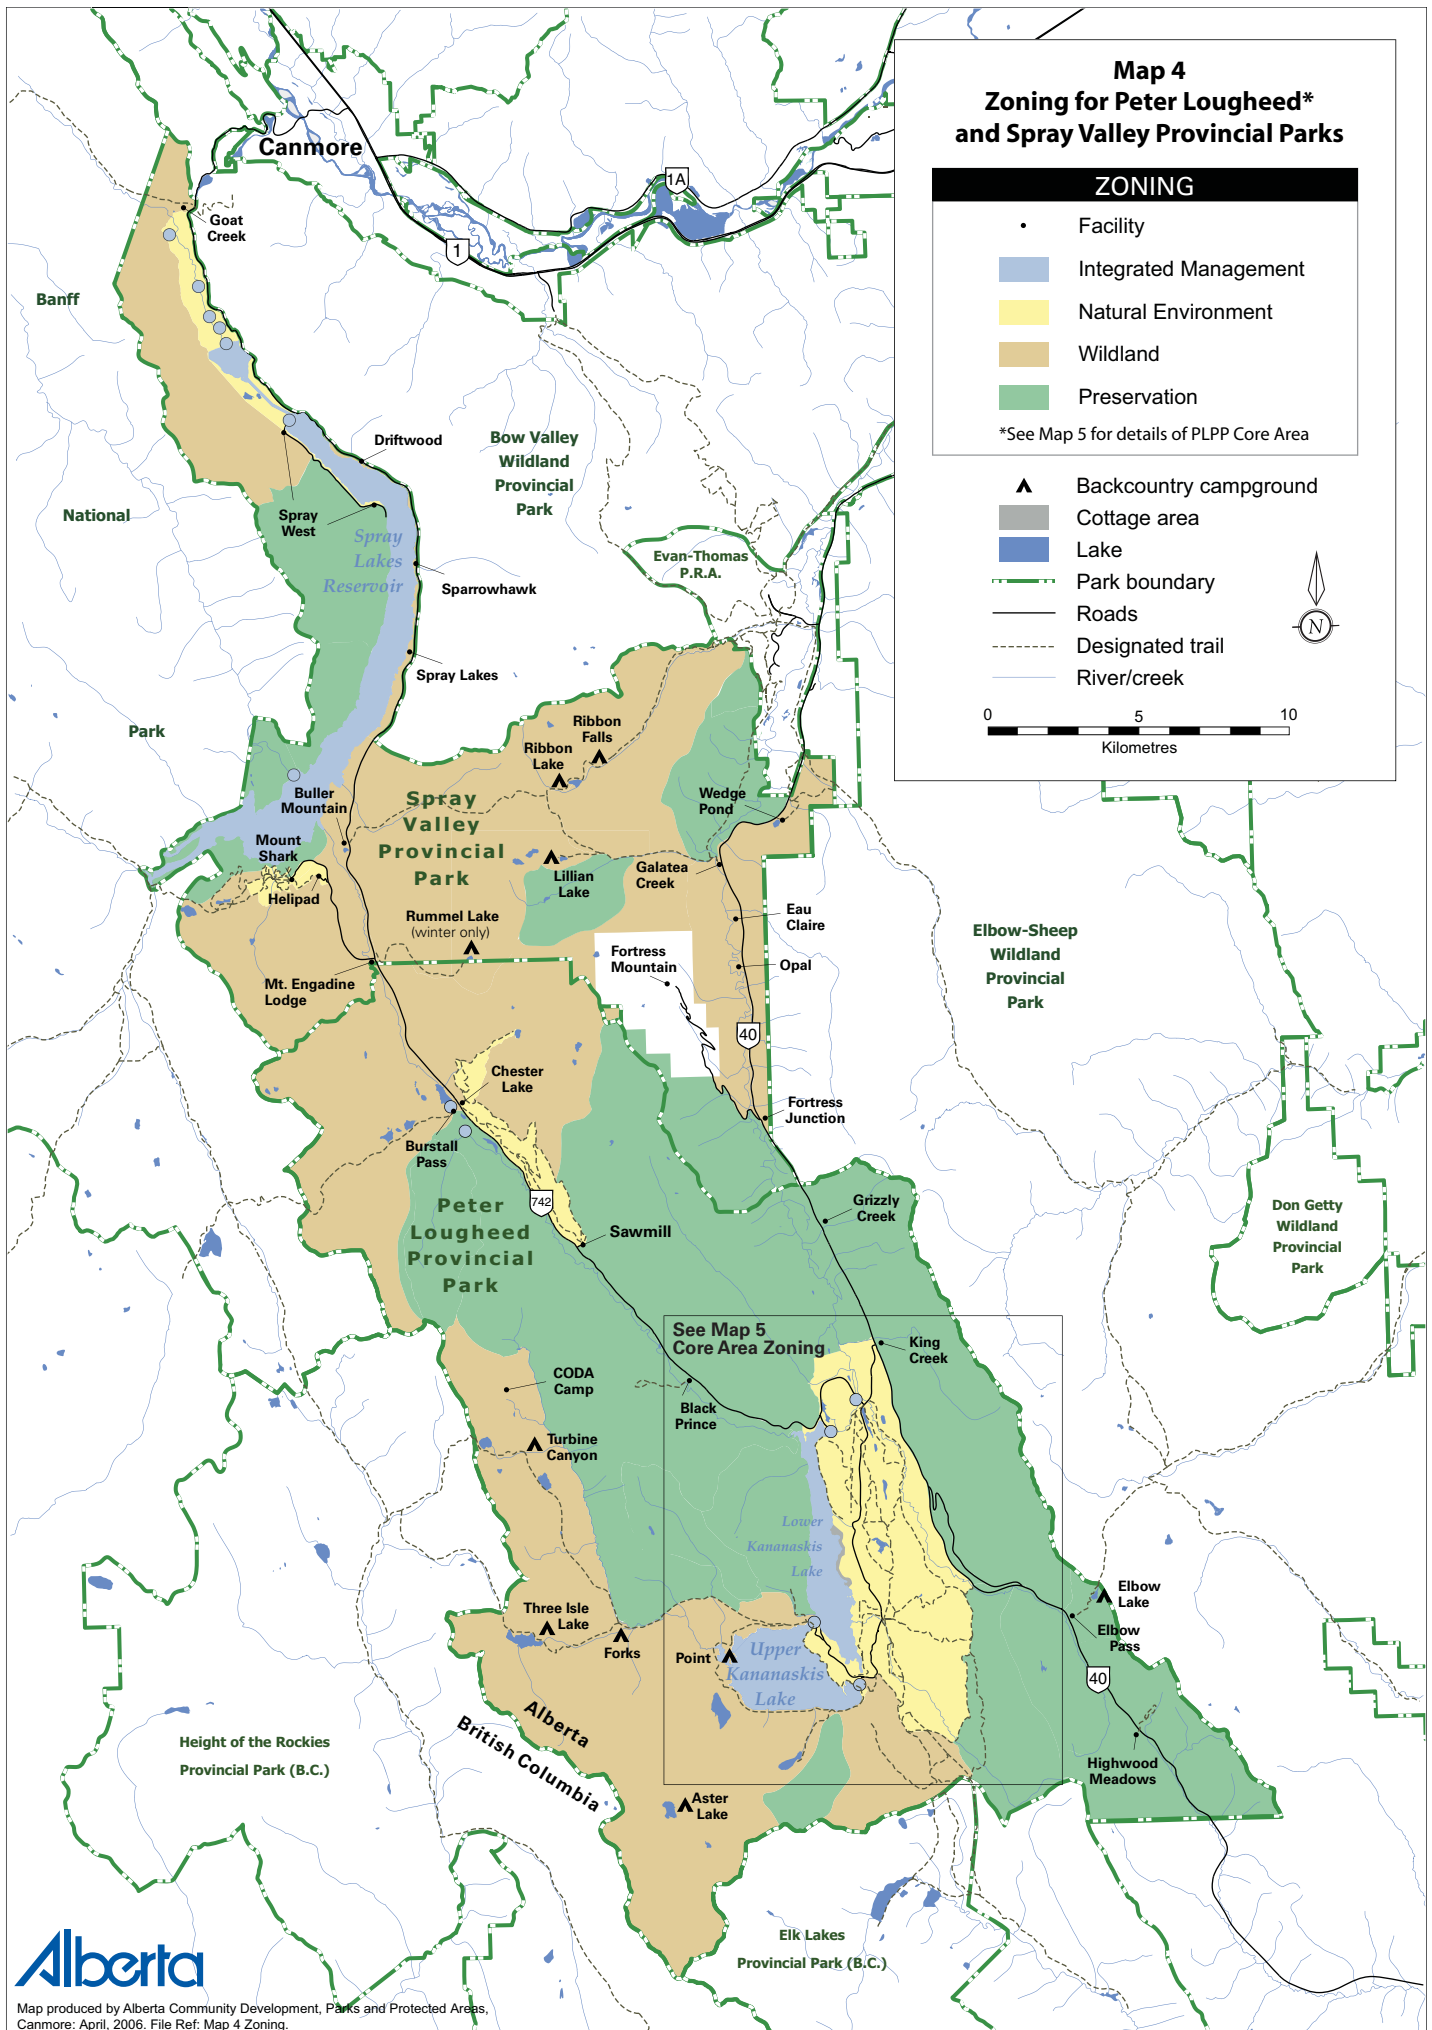 Map 4
Zoning for Peter Lougheed*
and Spray Valley Provincial Parks
ZONING
Facility
Integrated Management
Natural Environment
Wildland
Preservation
*See Map 5 for details of PLPP Core Area
Backcountry campground
Cottage area
Lake
Park boundary
Roads
Designated trail
River/creek
N
0 5 10
Kilometres
Canmore
1A
1
Goat
Creek
Banff
National
Park
Driftwood
Bow Valley
Wildland
Provincial
Park
Spray
West
Spray
Lakes
Reservoir
Evan-Thomas
P.R.A.
Sparrowhawk
Spray Lakes
Ribbon
Falls
Ribbon
Lake
Buller
Mountain
Spray
Valley
Provincial
Park
Wedge
Pond
Mount
Shark
Helipad
Lillian
Lake
Galatea
Creek
Rummel Lake
(winter only)
Eau
Claire
Fortress
Mountain
Opal
Elbow-Sheep
Wildland
Provincial
Park
Mt. Engadine
Lodge
40
Chester
Lake
Fortress
Junction
Burstall
Pass
742
Peter
Lougheed
Provincial
Park
Sawmill
Grizzly
Creek
Don Getty
Wildland
Provincial
Park
See Map 5
Core Area Zoning
King
Creek
CODA
Camp
Black
Prince
Turbine
Canyon
Lower
Kananaskis
Lake
Elbow
Lake
Three Isle
Lake
Forks
Elbow
Pass
Point
Upper
Kananaskis
Lake
40
Alberta
British Columbia
Height of the Rockies
Provincial Park (B.C.)
Highwood
Meadows
Aster
Lake
Elk Lakes
Provincial Park (B.C.)
Alberta
Map produced by Alberta Community Development, Parks and Protected Areas,
Canmore: April, 2006. File Ref: Map 4 Zoning.